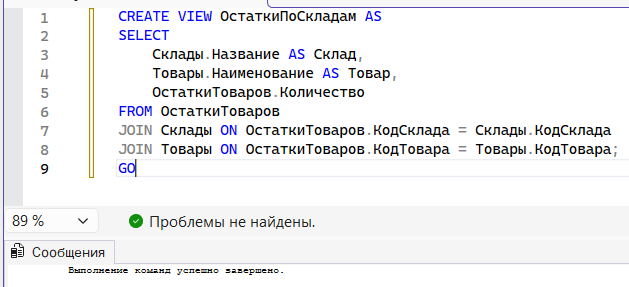 1 CREATE VIEW ОстаткиПоСкладам AS
2 SELECT
3 Склады.Название AS Склад,
4 Товары.Наименование AS Товар,
5 ОстаткиТоваров.Количество
6 FROM ОстаткиТоваров
7 JOIN Склады ON ОстаткиТоваров.КодСклада = Склады.КодСклада
8 JOIN Товары ON ОстаткиТоваров.КодТовара = Товары.КодТовара;
9 GO
89 % Проблемы не найдены.
Сообщения
Выполнение команд успешно завершено.